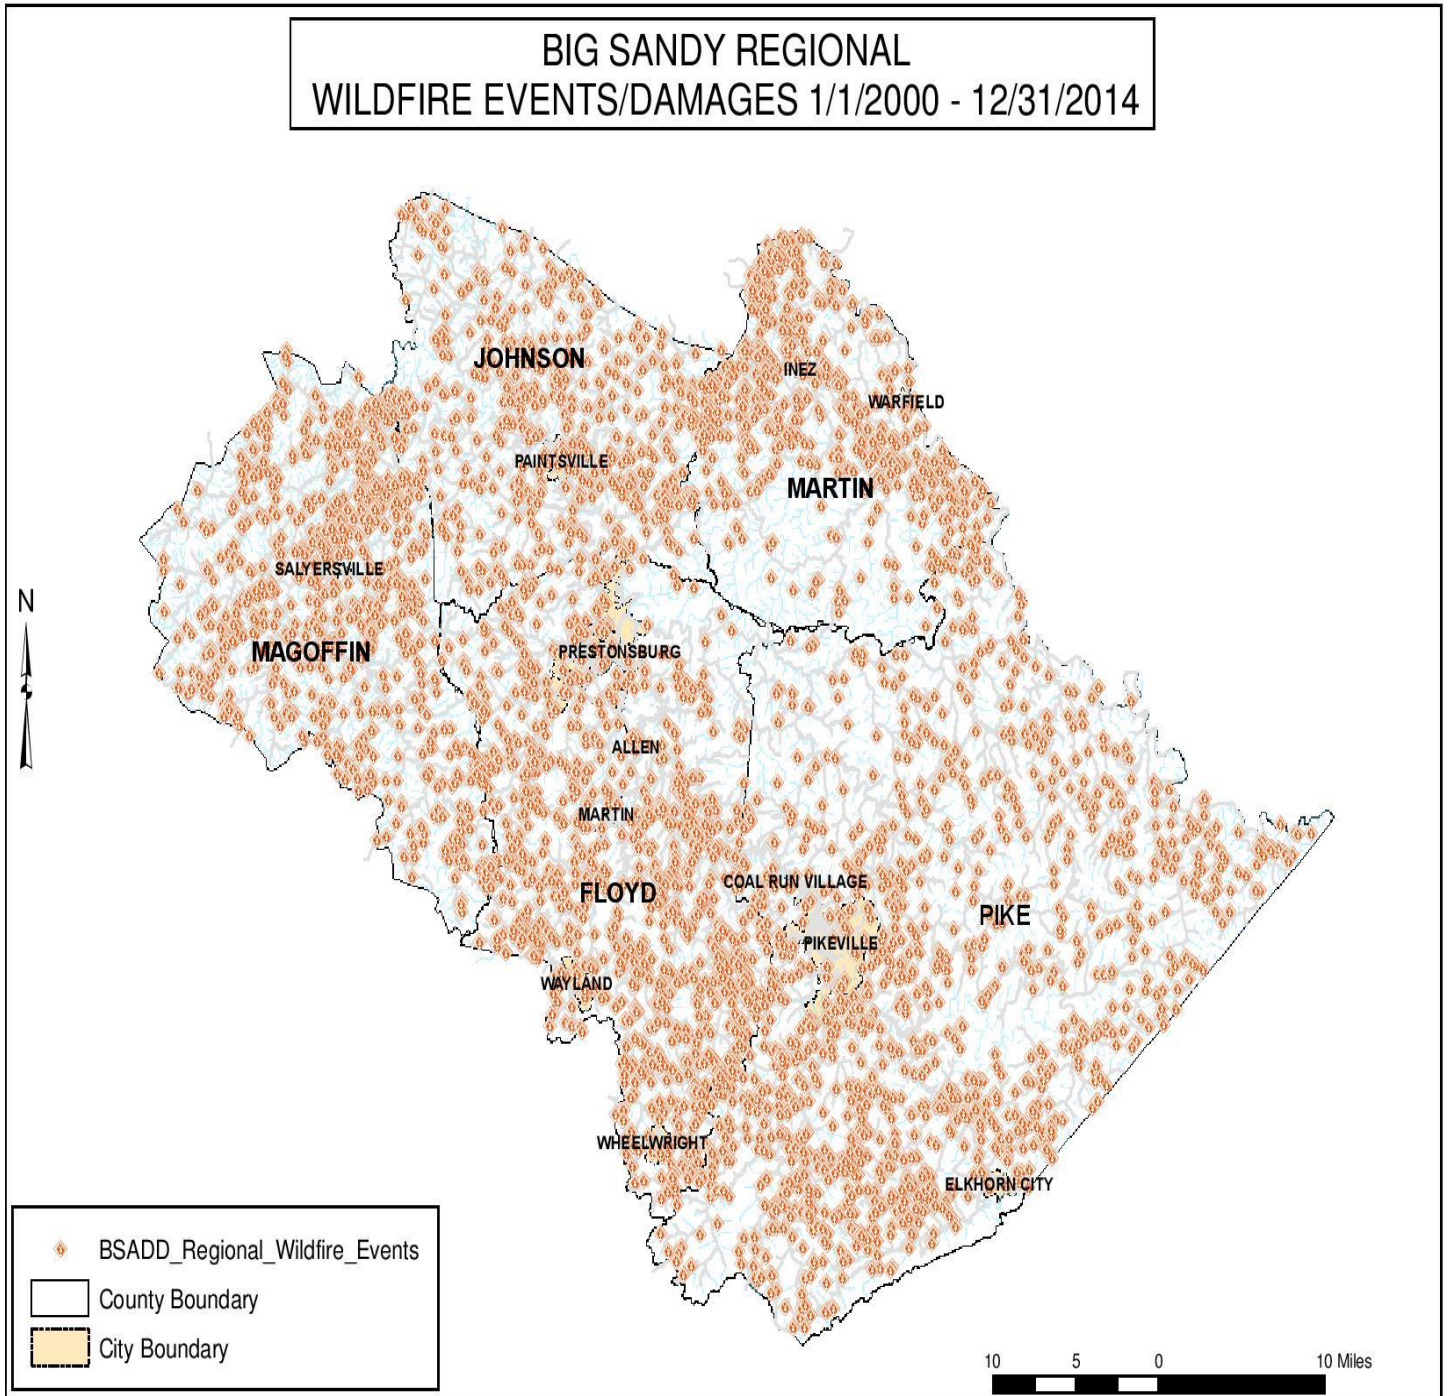 BIG SANDY REGIONAL
WILDFIRE EVENTS/DAMAGES 1/1/2000 - 12/31/2014
JOHNSON
INEZ
WARFIELD
PAINTSVILLE
MARTIN
SALYERSVILLE
N
MAGOFFIN
PRESTONSBURG
ALLEN
MARTIN
COAL RUN VILLAGE
FLOYD
PIKE
PIKEVILLE
WAYLAND
WHEELWRIGHT
ELKHORN CITY
BSADD_Regional_Wildfire_Events
County Boundary
City Boundary
10 5 0 10 Miles